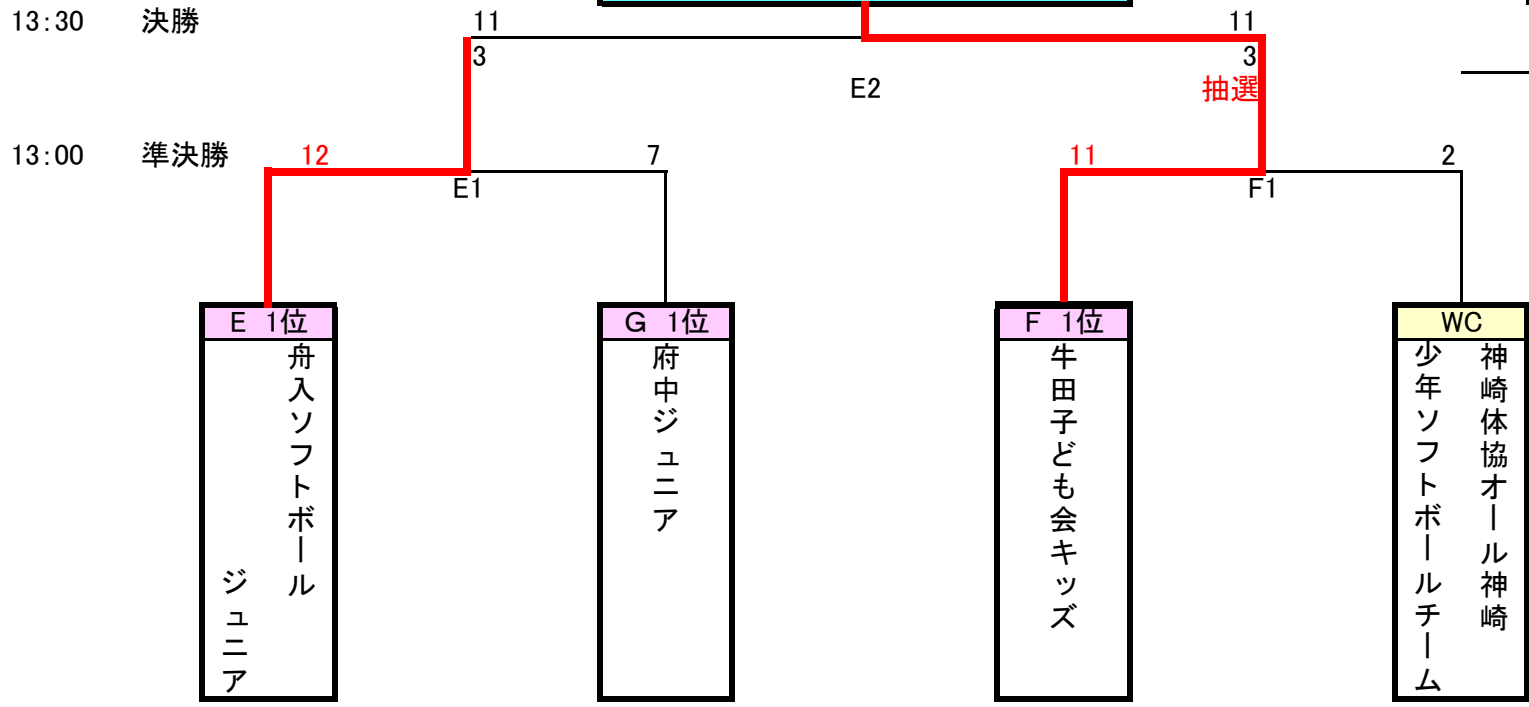 13:30 決勝 11 11
3 3
E2 抽選
13:00 準決勝 12 7 11 2
E1 F1
E 1位 G 1位 F 1位 WC
舟入ソフトボール
ジュニア
府中ジュニア
牛田子ども会キッズ
神崎体協オール神崎
少年ソフトボールチーム